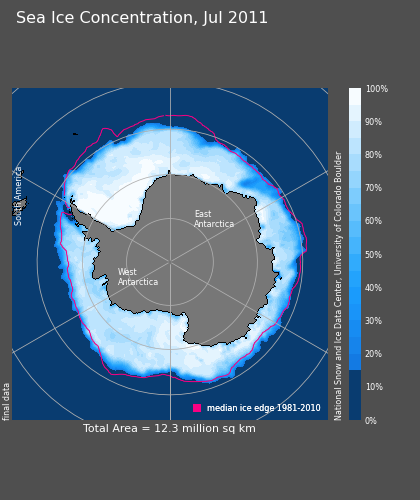 Sea Ice Concentration, Jul 2011
South America
East
Antarctica
West
Antarctica
100%
90%
80%
70%
60%
50%
40%
30%
20%
10%
0%
National Snow and Ice Data Center, University of Colorado Boulder
final data
median ice edge 1981-2010
Total Area = 12.3 million sq km